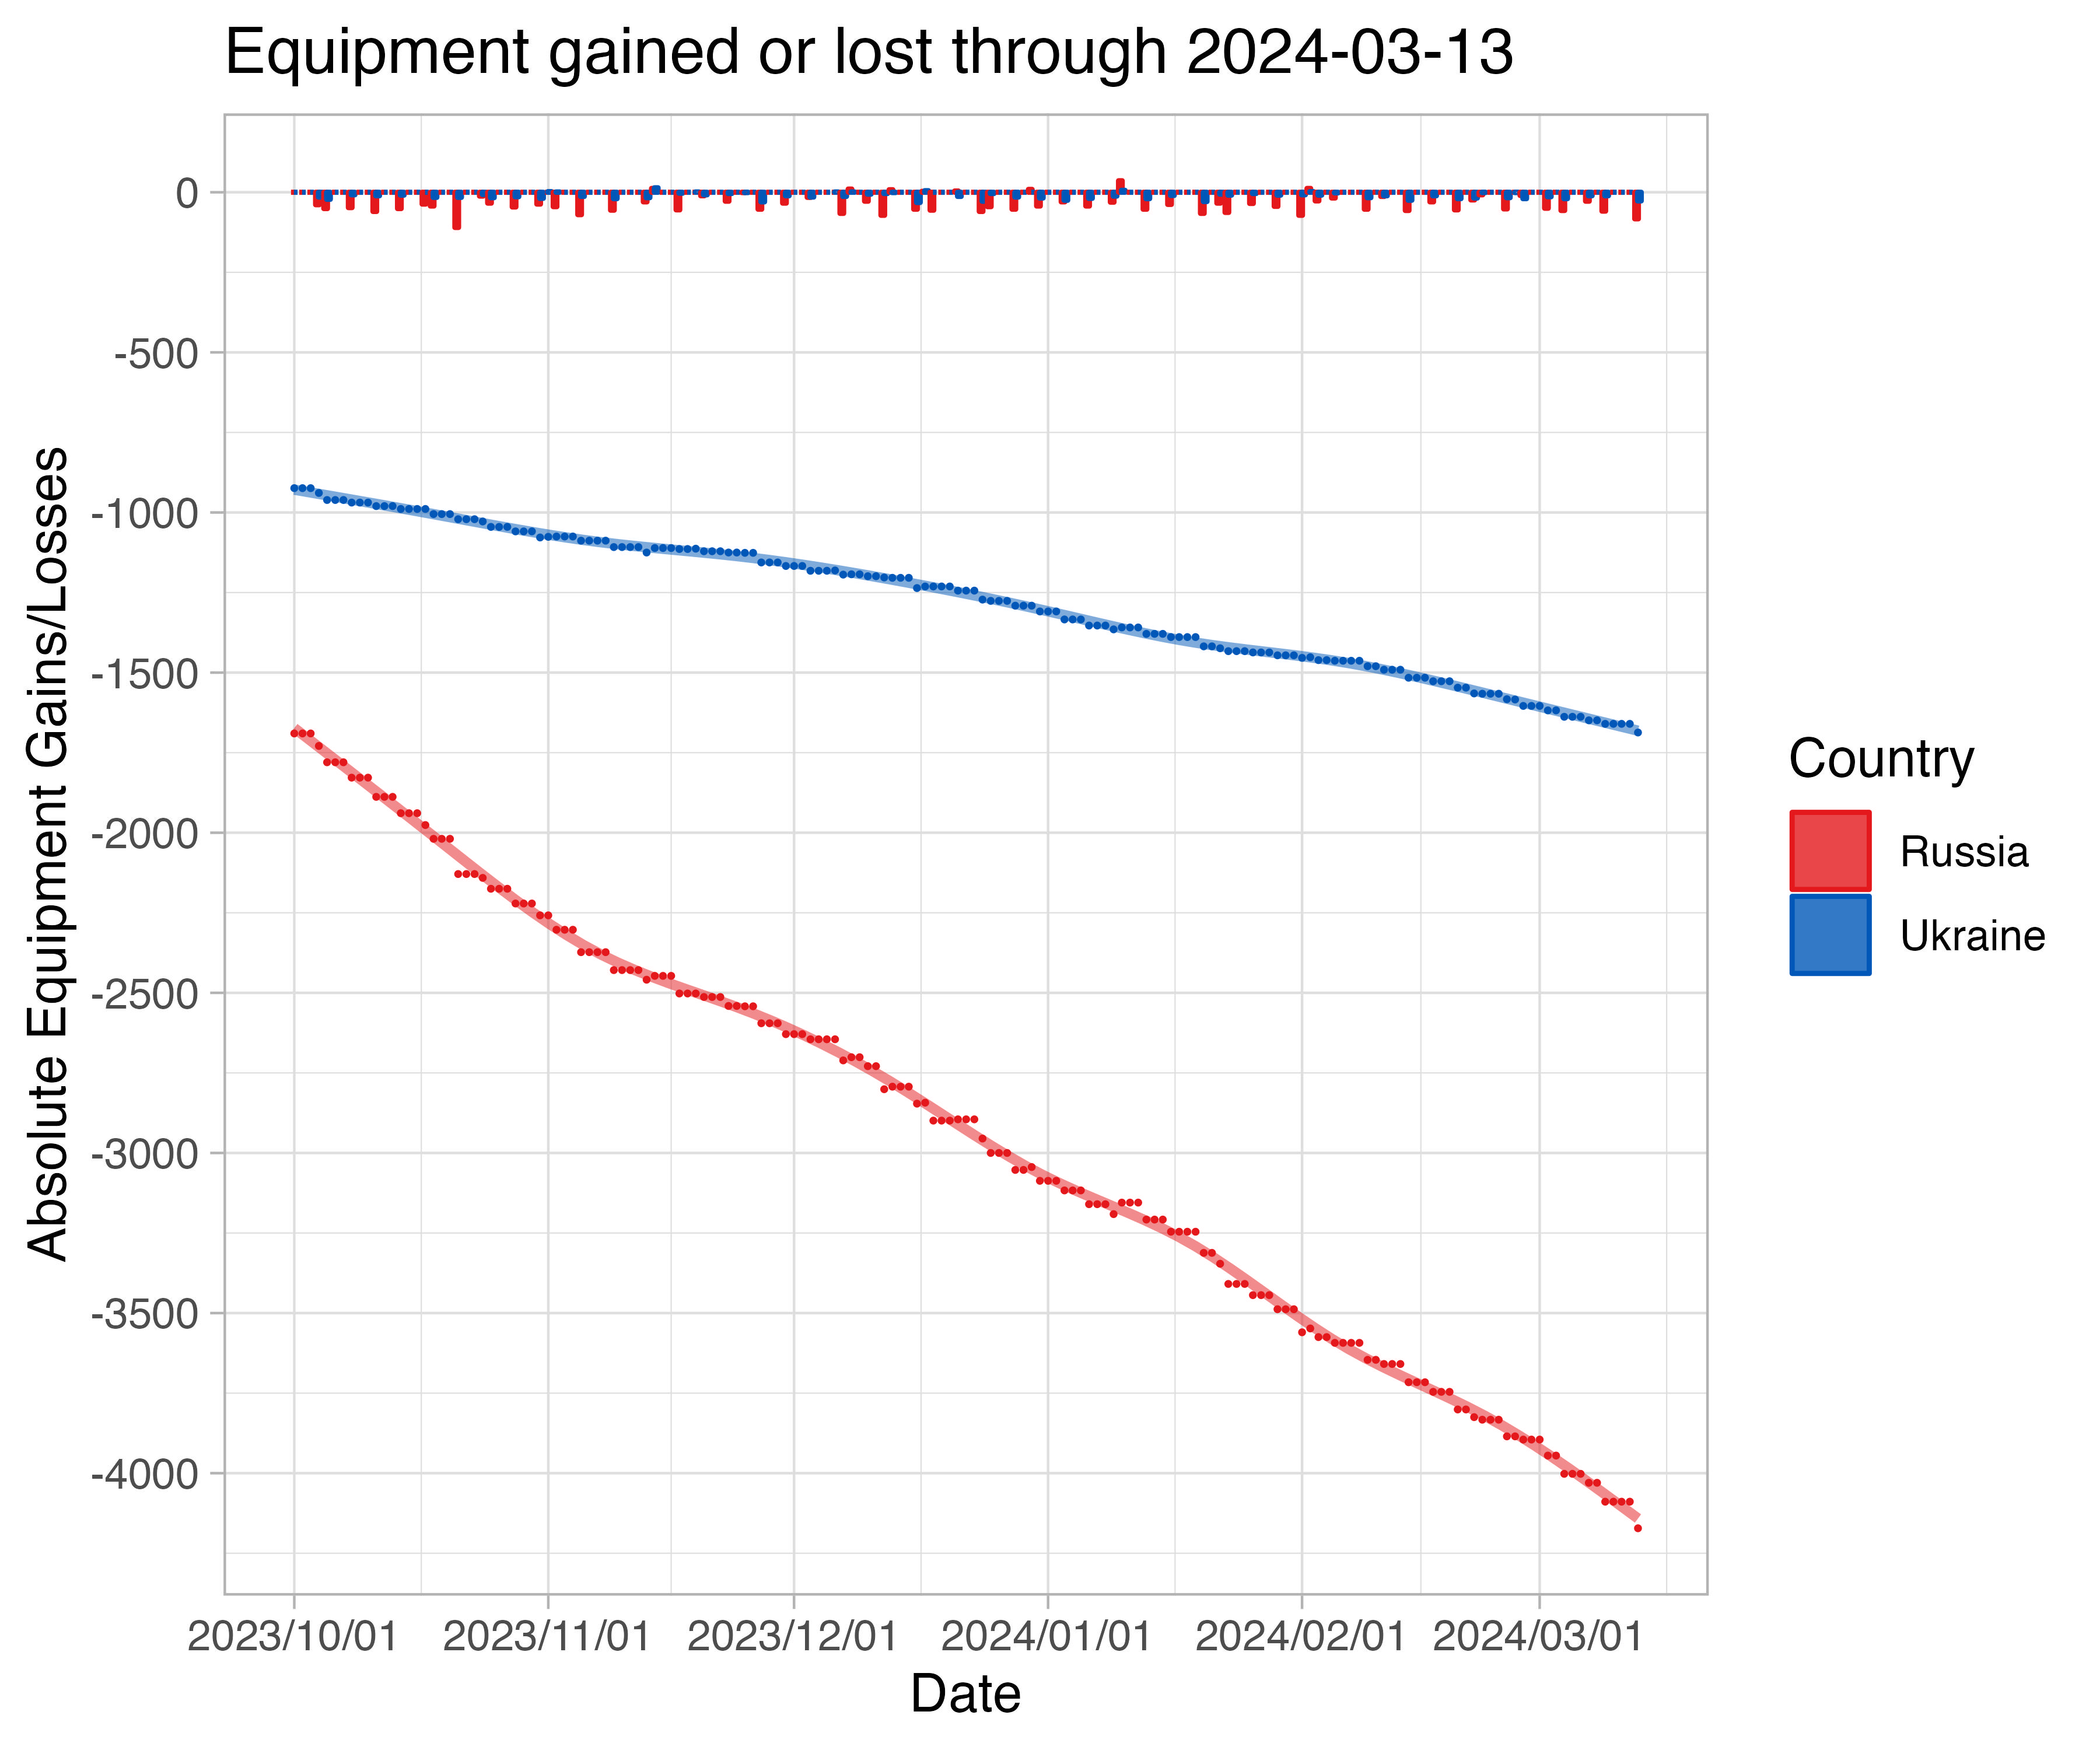 Equipment gained or lost through 2024-03-13
Absolute Equipment Gains/Losses
0
-500
-1000
-1500
-2000
-2500
-3000
-3500
-4000
2023/10/01 2023/11/01 2023/12/01 2024/01/01 2024/02/01 2024/03/01
Date
Country
Russia
Ukraine